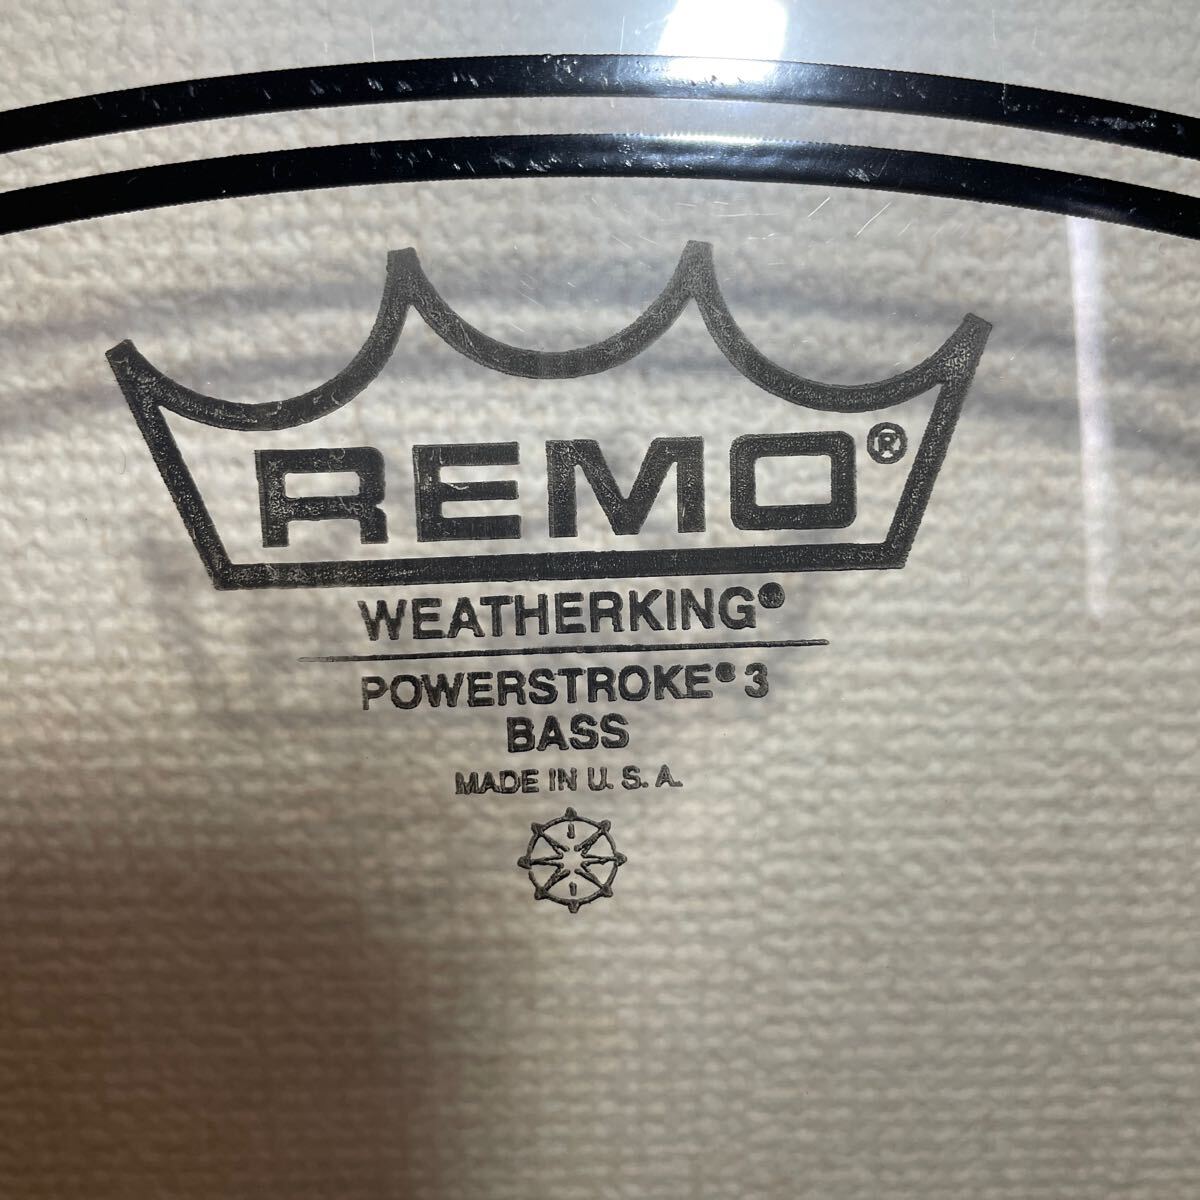 REMO®
WEATHERKING®
POWERSTROKE® 3
BASS
MADE IN U. S. A.